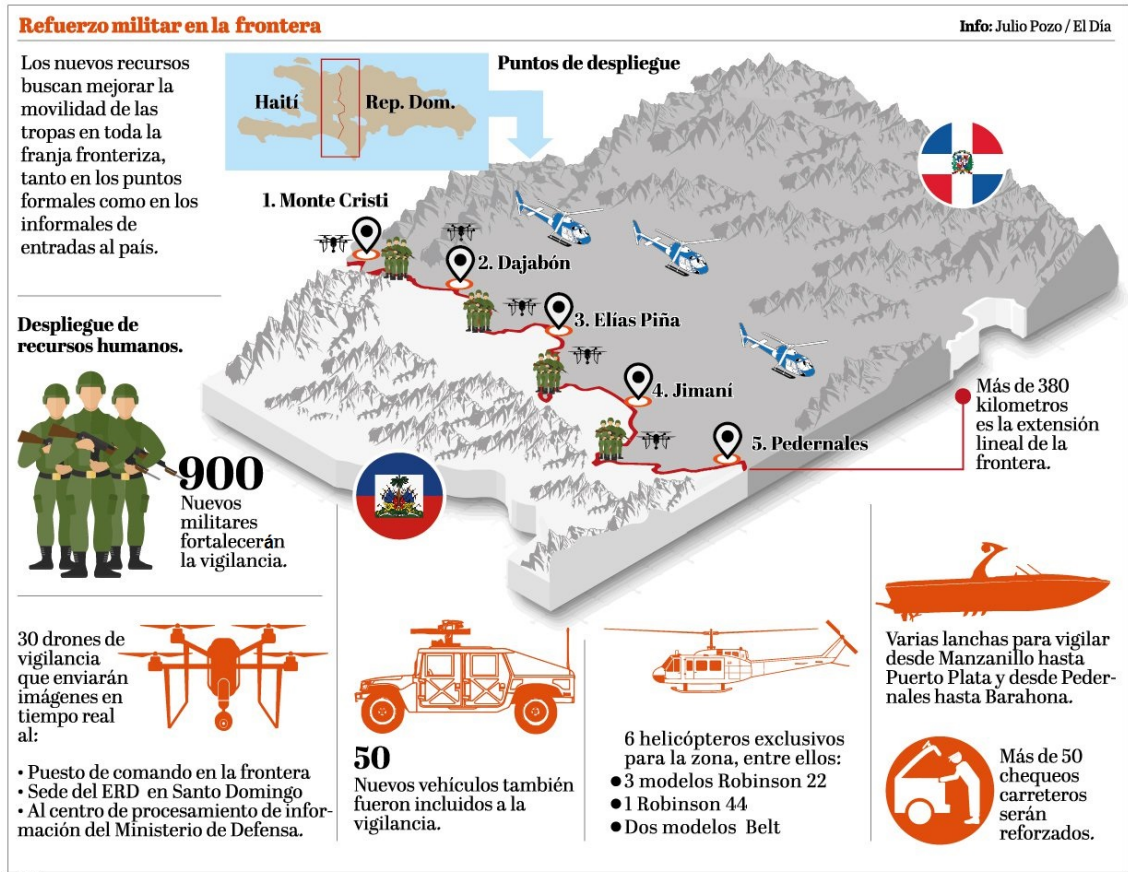 Refuerzo militar en la frontera
Info: Julio Pozo / El Día
Los nuevos recursos
buscan mejorar la
movilidad de las
tropas en toda la
franja fronteriza,
tanto en los puntos
formales como en los
informales de
entradas al país.
Haití
Rep. Dom.
Puntos de despliegue
1. Monte Cristi
2. Dajabón
3. Elías Piña
4. Jimaní
5. Pedernales
Más de 380
kilometros
es la extensión
lineal de la
frontera.
Despliegue de
recursos humanos.
900
Nuevos
militares
fortalecerán
la vigilancia.
30 drones de
vigilancia
que enviarán
imágenes en
tiempo real
al:
• Puesto de comando en la frontera
• Sede del ERD en Santo Domingo
• Al centro de procesamiento de infor-
mación del Ministerio de Defensa.
50
Nuevos vehículos también
fueron incluidos a la
vigilancia.
6 helicópteros exclusivos
para la zona, entre ellos:
● 3 modelos Robinson 22
● 1 Robinson 44
● Dos modelos Belt
Varias lanchas para vigilar
desde Manzanillo hasta
Puerto Plata y desde Peder-
nales hasta Barahona.
Más de 50
chequeos
carreteros
serán
reforzados.